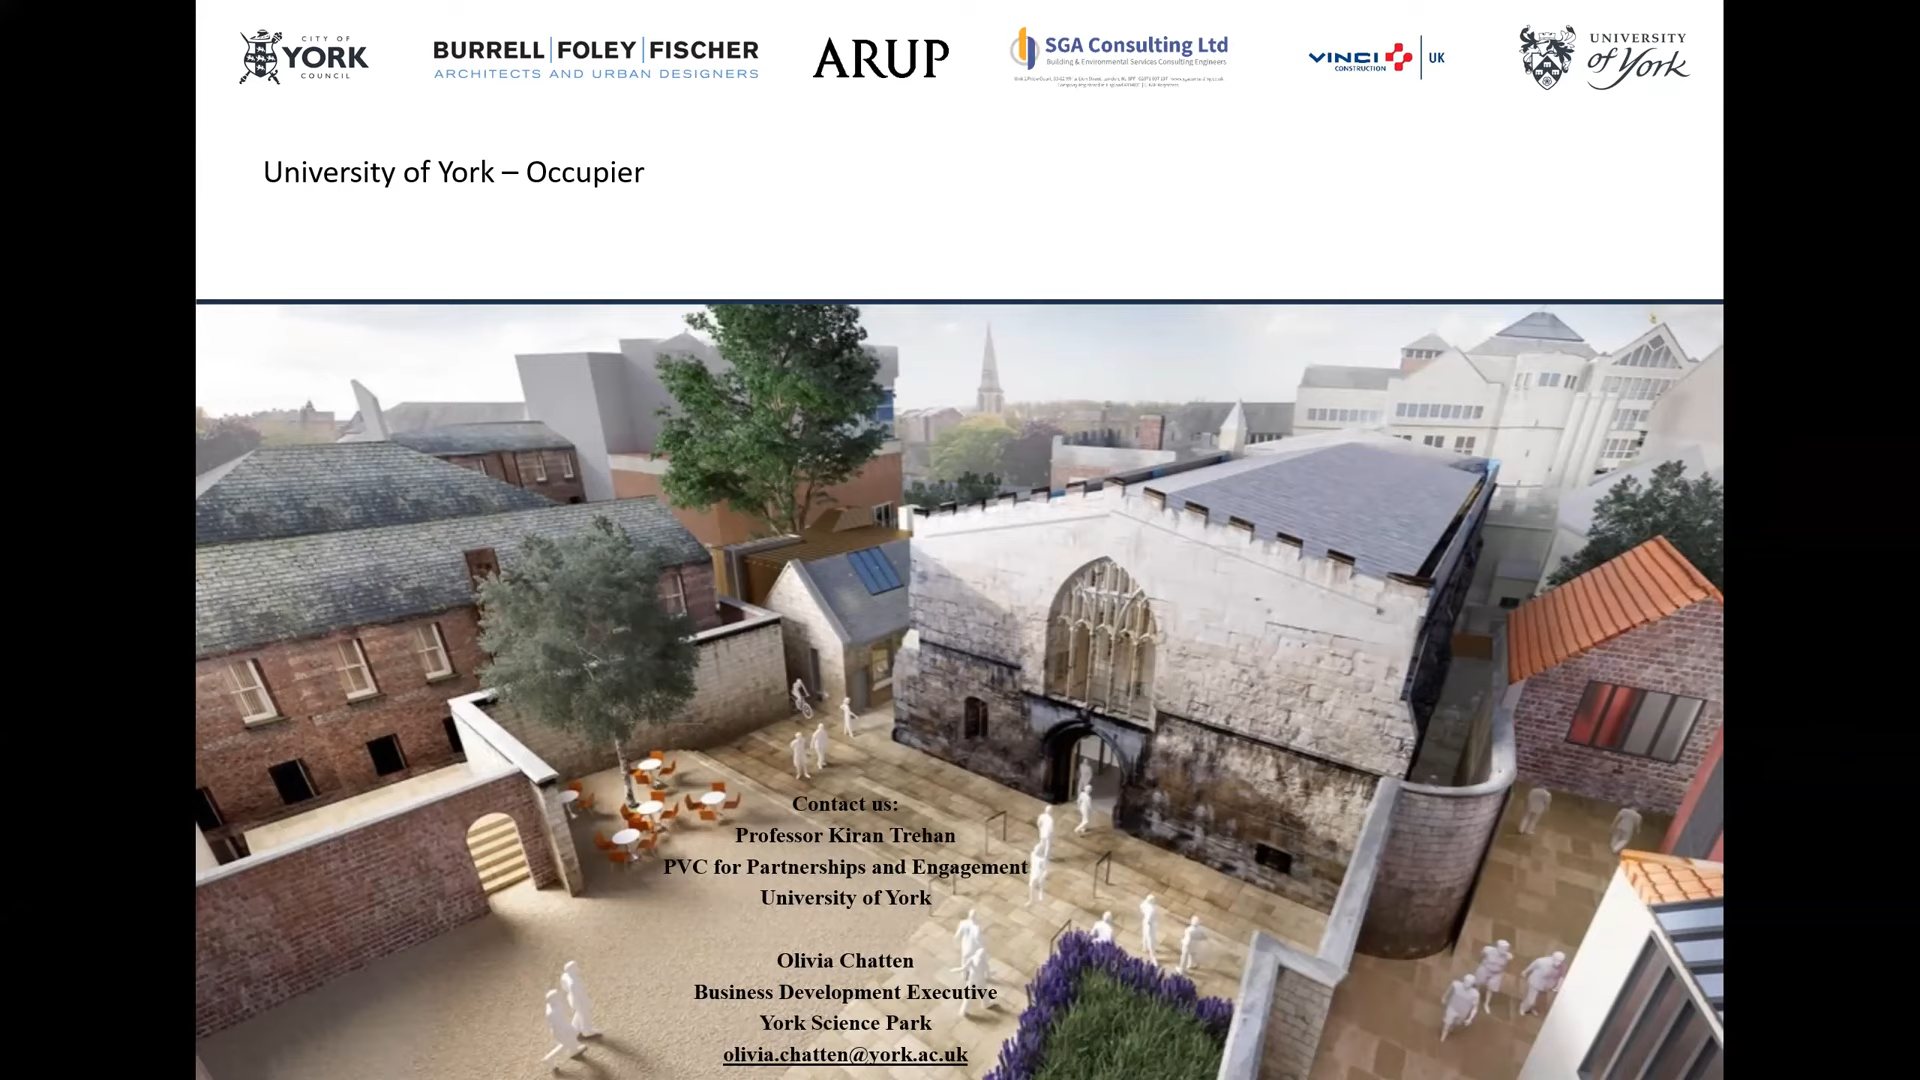 CITY OF
YORK
COUNCIL
BURRELL|FOLEY|FISCHER
ARCHITECTS AND URBAN DESIGNERS
ARUP
SGA Consulting Ltd
Building & Environmental Services Consulting Engineers
VINCI
CONSTRUCTION
UK
UNIVERSITY
of York
University of York – Occupier
Contact us:
Professor Kiran Trehan
PVC for Partnerships and Engagement
University of York
Olivia Chatten
Business Development Executive
York Science Park
olivia.chatten@york.ac.uk